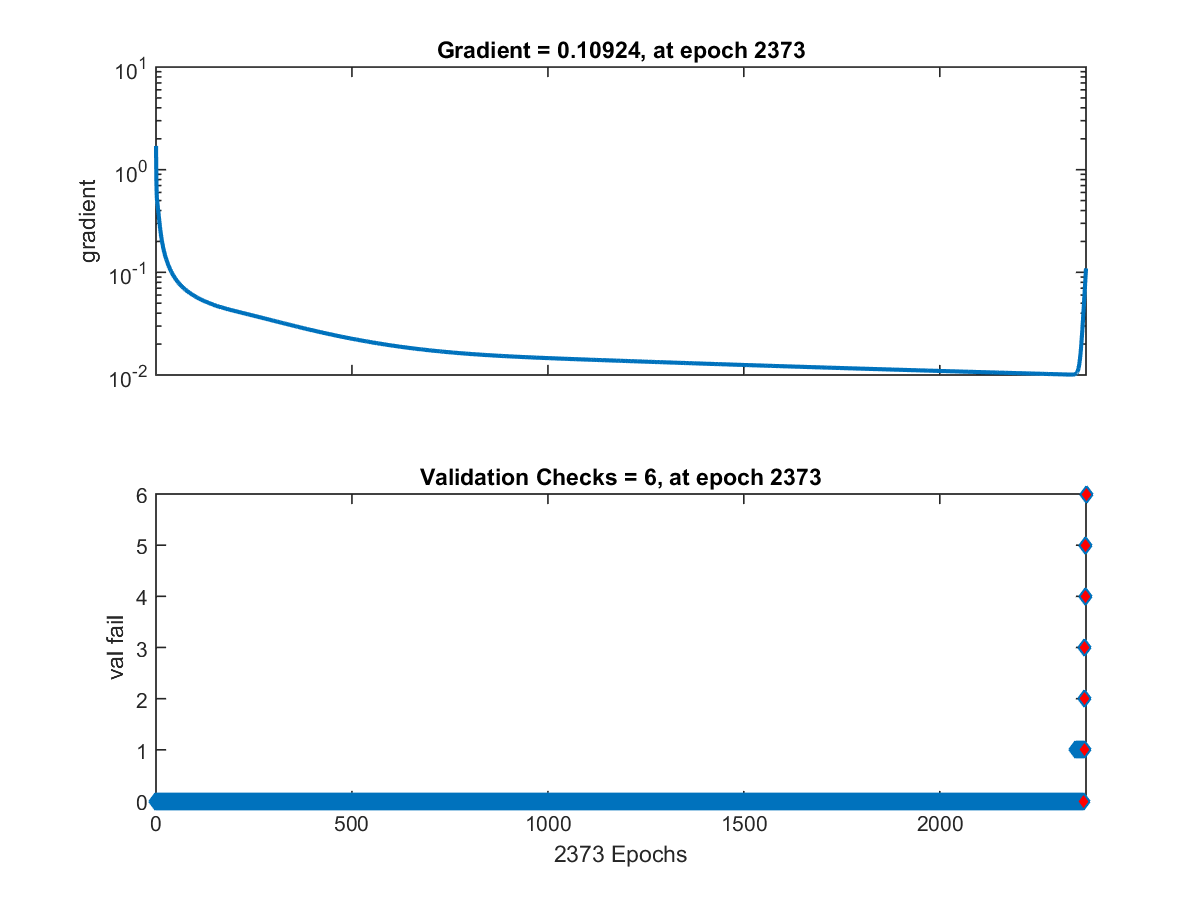 Gradient = 0.10924, at epoch 2373
10^1
10^0
10^-1
10^-2
gradient
Validation Checks = 6, at epoch 2373
6
5
4
3
2
1
0
val fail
0 500 1000 1500 2000
2373 Epochs